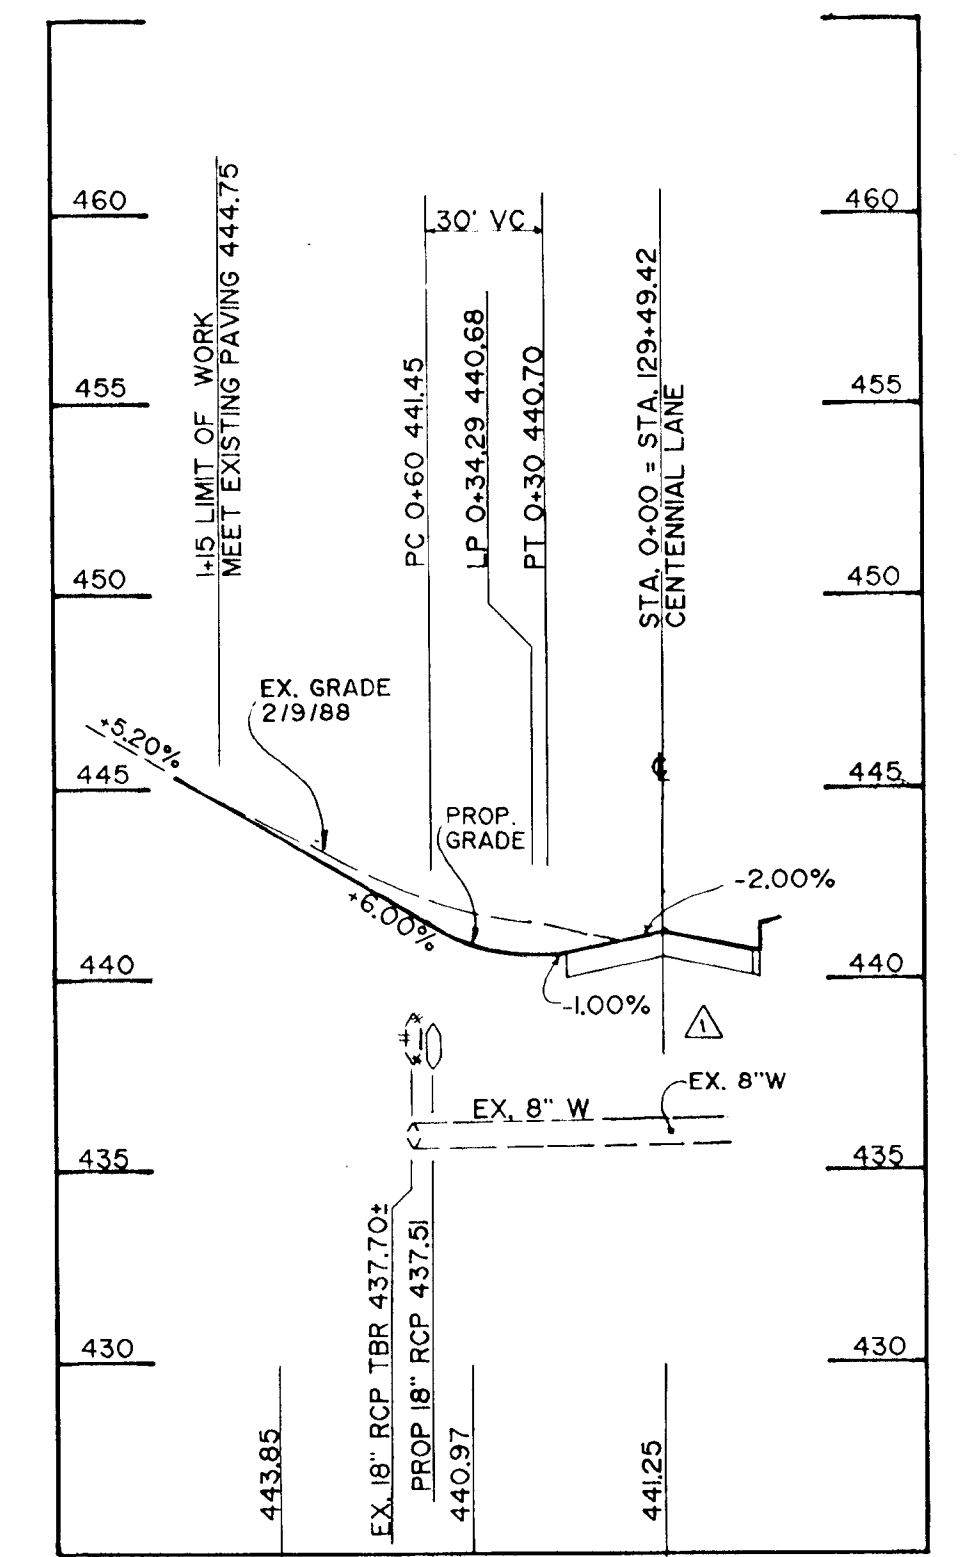 460
455
450
445
440
435
430
1+15 LIMIT OF WORK
MEET EXISTING PAVING 444.75
30' VC
PC 0+60 441.45
LP 0+34.29 440.68
PT 0+30 440.70
STA. 0+00 = STA. 129+49.42
CENTENNIAL LANE
460
455
450
445
440
435
430
+5.20%
EX. GRADE
2/9/88
PROP.
GRADE
+6.00%
-2.00%
-1.00%
℄
1
EX. 8" W
EX. 8"W
EX. 18" RCP TBR 437.70±
PROP 18" RCP 437.51
443.85
440.97
441.25